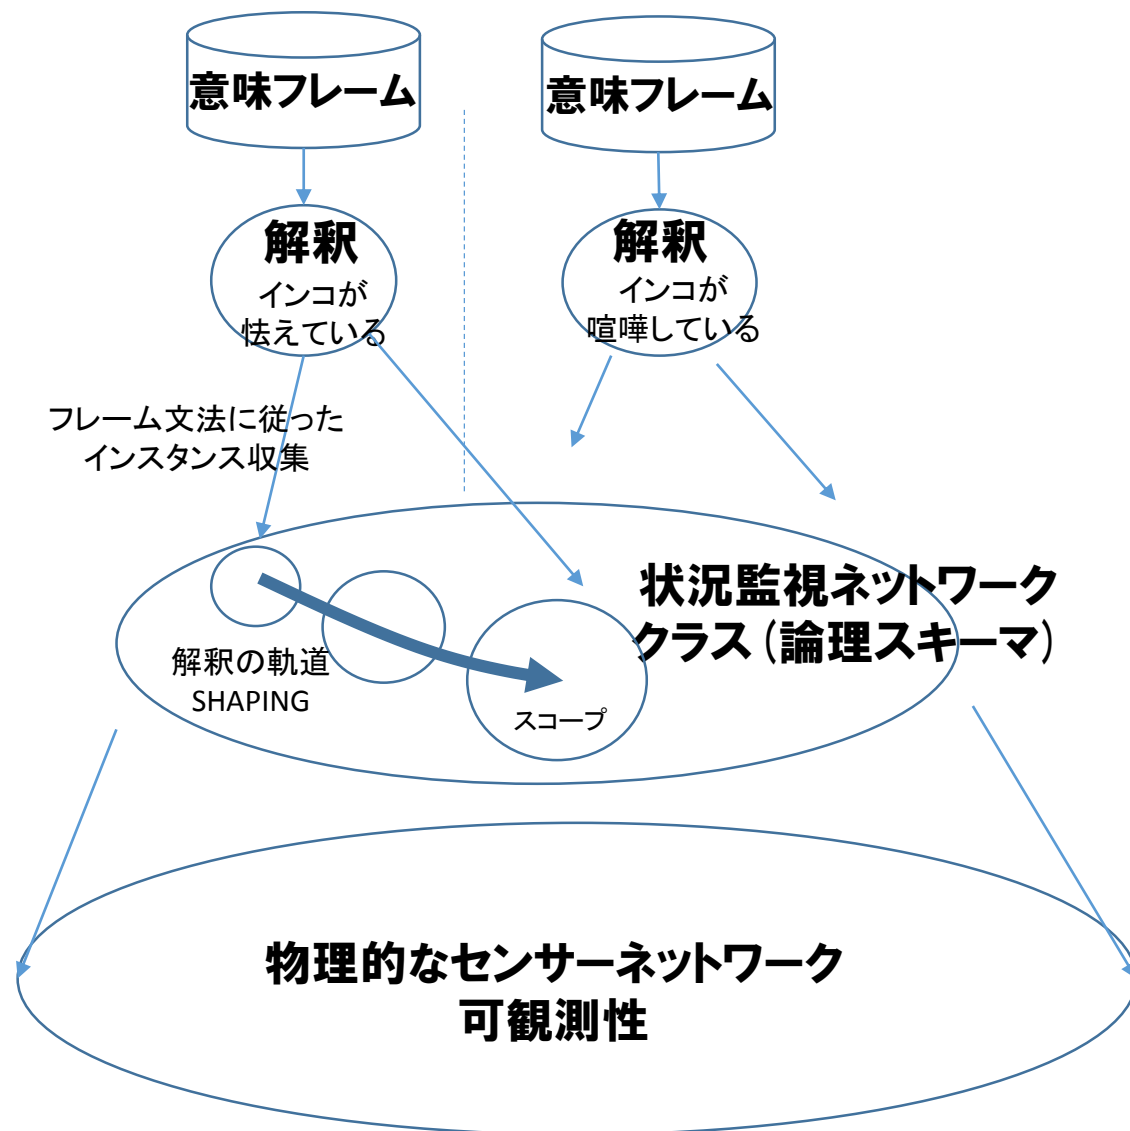 意味フレーム
意味フレーム
解釈
インコが
怯えている
解釈
インコが
喧嘩している
フレーム文法に従った
インスタンス収集
状況監視ネットワーク
クラス(論理スキーマ)
解釈の軌道
SHAPING
スコープ
物理的なセンサーネットワーク
可観測性